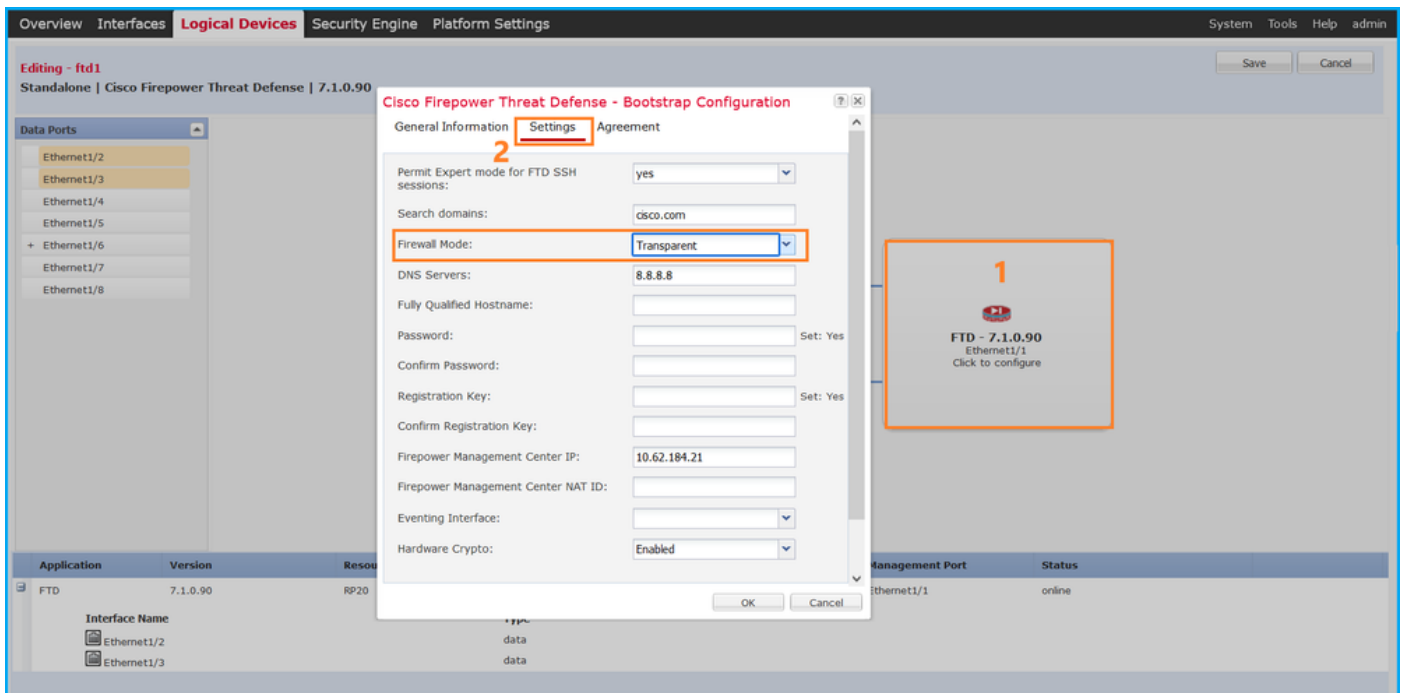 Overview Interfaces Logical Devices Security Engine Platform Settings System Tools Help admin
Editing - ftd1
Standalone | Cisco Firepower Threat Defense | 7.1.0.90
Save Cancel
Data Ports
Ethernet1/2
Ethernet1/3
Ethernet1/4
Ethernet1/5
+ Ethernet1/6
Ethernet1/7
Ethernet1/8
Cisco Firepower Threat Defense - Bootstrap Configuration ? X
General Information Settings Agreement
2
Permit Expert mode for FTD SSH
sessions: yes
Search domains: cisco.com
Firewall Mode: Transparent
DNS Servers: 8.8.8.8
Fully Qualified Hostname:
Password: Set: Yes
Confirm Password:
Registration Key: Set: Yes
Confirm Registration Key:
Firepower Management Center IP: 10.62.184.21
Firepower Management Center NAT ID:
Eventing Interface:
Hardware Crypto: Enabled
OK Cancel
1
FTD - 7.1.0.90
Ethernet1/1
Click to configure
Application Version Management Port Status
FTD 7.1.0.90 RP20 Ethernet1/1 online
Interface Name Type
Ethernet1/2 data
Ethernet1/3 data